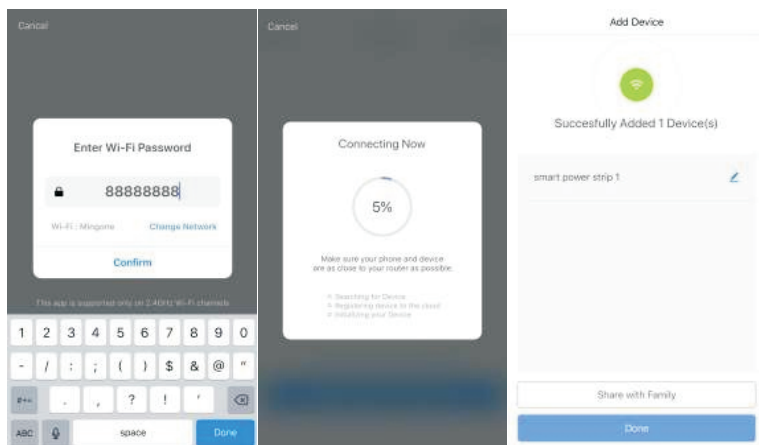 Cancel
Enter Wi-Fi Password
88888888
Wi-Fi : Mingone
Change Network
Confirm
This app is supported only on 2.4GHz Wi-Fi channels
1 2 3 4 5 6 7 8 9 0
- / : ; ( ) $ & @ "
#+= . , ? ! '
ABC space Done
Cancel
Connecting Now
5%
Make sure your phone and device
are as close to your router as possible.
Searching for Device
Registering device to the cloud
Initializing your Device
Add Device
Succesfully Added 1 Device(s)
smart power strip 1
Share with Family
Done